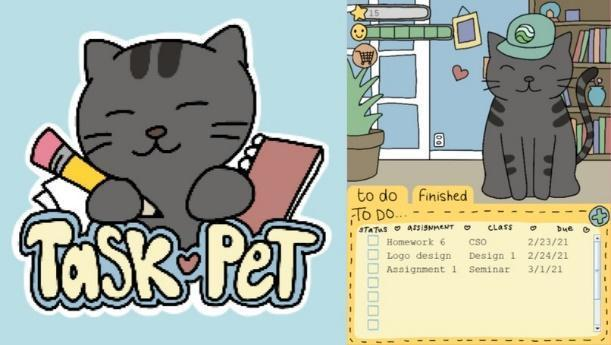 TaSK PeT
15
to do
Finished
TO DO...
STATUS ASSIGNMENT CLASS DUE
Homework 6 CSO 2/23/21
Logo design Design 1 2/24/21
Assignment 1 Seminar 3/1/21